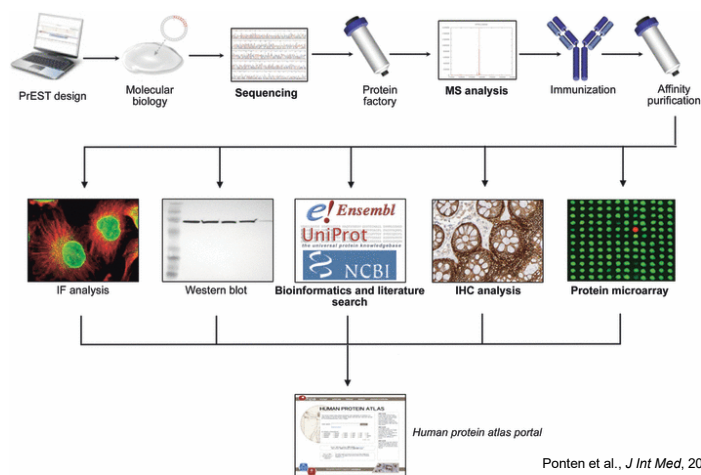 PrEST design
Molecular
biology
Sequencing
Protein
factory
MS analysis
Immunization
Affinity
purification
IF analysis
Western blot
e! Ensembl
UniProt
the universal protein knowledgebase
NCBI
Bioinformatics and literature
search
IHC analysis
Protein microarray
HUMAN PROTEIN ATLAS
Human protein atlas portal
Ponten et al., J Int Med, 20